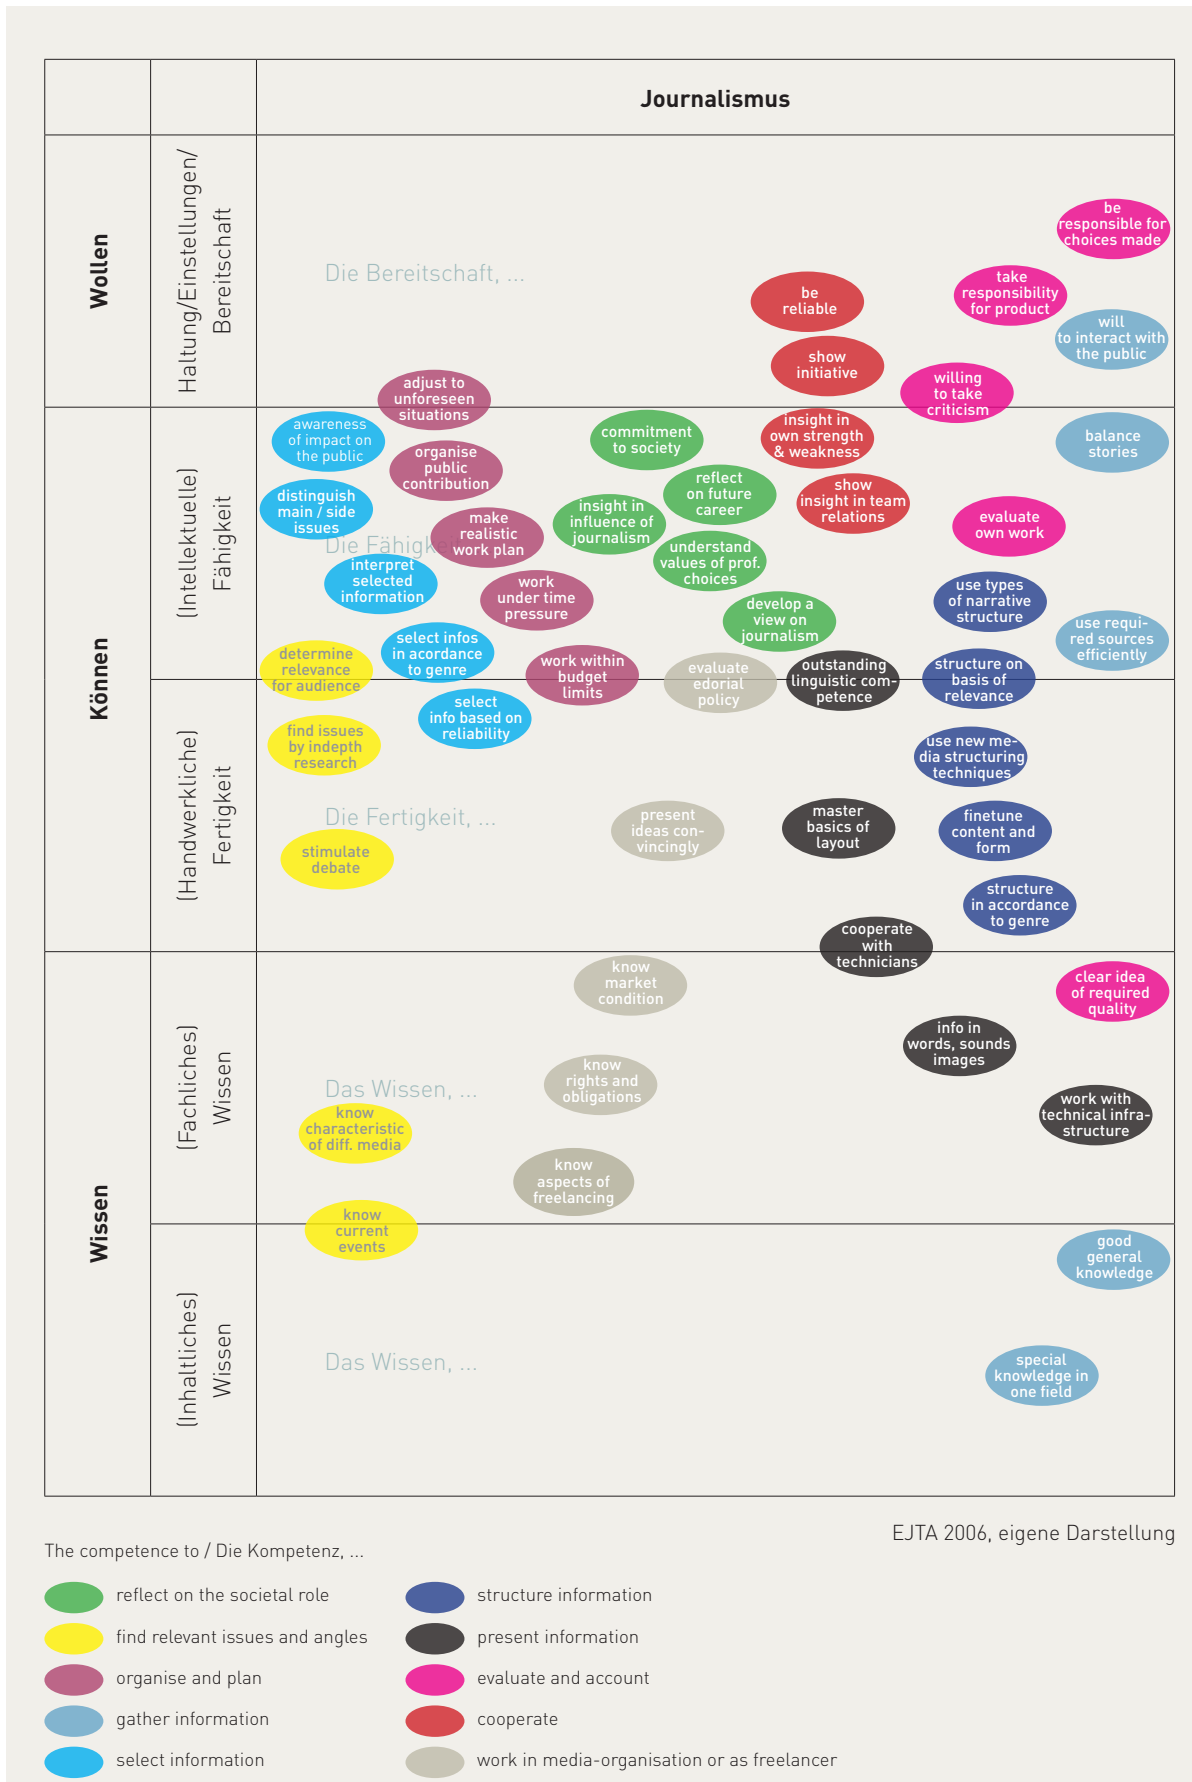 Journalismus
Wollen
Haltung/Einstellungen/
Bereitschaft
Die Bereitschaft, ...
be
responsible for
choices made
take
responsibility
for product
be
reliable
will
to interact with
the public
show
initiative
willing
to take
criticism
adjust to
unforeseen
situations
Können
(Intellektuelle)
Fähigkeit
Die Fähigkeit
awareness
of impact on
the public
organise
public
contribution
commitment
to society
insight in
own strength
& weakness
balance
stories
distinguish
main / side
issues
make
realistic
work plan
insight in
influence of
journalism
reflect
on future
career
show
insight in team
relations
evaluate
own work
interpret
selected
information
work
under time
pressure
understand
values of prof.
choices
use types
of narrative
structure
develop a
view on
journalism
use requi-
red sources
efficiently
determine
relevance
for audience
select infos
in acordance
to genre
work within
budget
limits
evaluate
edorial
policy
outstanding
linguistic com-
petence
structure on
basis of
relevance
(Handwerkliche)
Fertigkeit
Die Fertigkeit, ...
find issues
by indepth
research
select
info based on
reliability
use new me-
dia structuring
techniques
stimulate
debate
present
ideas con-
vincingly
master
basics of
layout
finetune
content and
form
structure
in accordance
to genre
cooperate
with
technicians
Wissen
(Fachliches)
Wissen
Das Wissen, ...
know
market
condition
clear idea
of required
quality
info in
words, sounds
images
know
rights and
obligations
work with
technical infra-
structure
know
characteristic
of diff. media
know
aspects of
freelancing
know
current
events
(Inhaltliches)
Wissen
Das Wissen, ...
good
general
knowledge
special
knowledge in
one field
EJTA 2006, eigene Darstellung
The competence to / Die Kompetenz, ...
reflect on the societal role
find relevant issues and angles
organise and plan
gather information
select information
structure information
present information
evaluate and account
cooperate
work in media-organisation or as freelancer